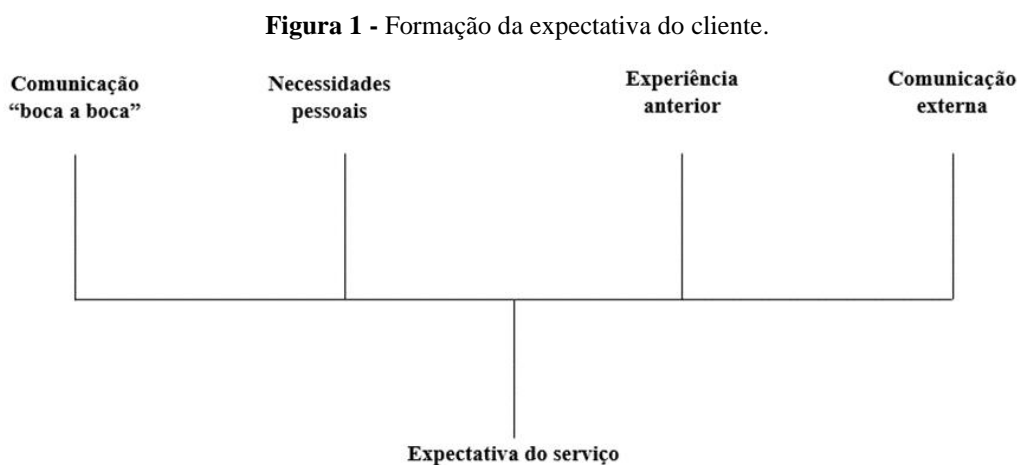 Figura 1 - Formação da expectativa do cliente.
Comunicação
“boca a boca”
Necessidades
pessoais
Experiência
anterior
Comunicação
externa
Expectativa do serviço